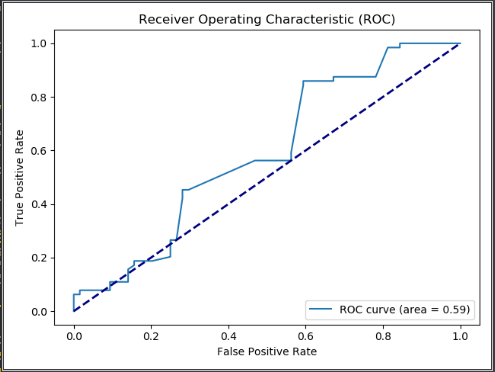 Receiver Operating Characteristic (ROC)
1.0
0.8
0.6
0.4
0.2
0.0
True Positive Rate
ROC curve (area = 0.59)
0.0 0.2 0.4 0.6 0.8 1.0
False Positive Rate